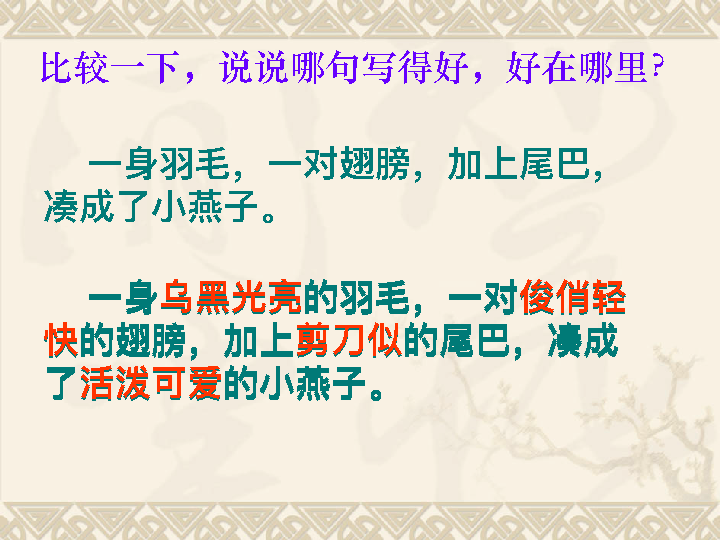 比较一下，说说哪句写得好，好在哪里？
一身羽毛，一对翅膀，加上尾巴，
凑成了小燕子。
一身乌黑光亮的羽毛，一对俊俏轻
快的翅膀，加上剪刀似的尾巴，凑成
了活泼可爱的小燕子。